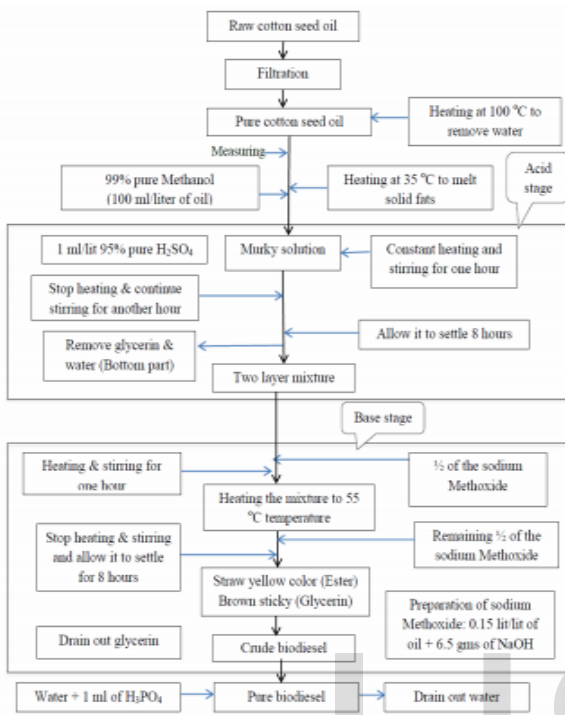 Raw cotton seed oil
Filtration
Pure cotton seed oil
Heating at 100 °C to
remove water
Measuring
99% pure Methanol
(100 ml/liter of oil)
Heating at 35 °C to melt
solid fats
Acid
stage
1 ml/lit 95% pure H₂SO₄
Murky solution
Constant heating and
stirring for one hour
Stop heating & continue
stirring for another hour
Allow it to settle 8 hours
Remove glycerin &
water (Bottom part)
Two layer mixture
Base stage
Heating & stirring for
one hour
½ of the sodium
Methoxide
Heating the mixture to 55
°C temperature
Stop heating & stirring
and allow it to settle
for 8 hours
Remaining ½ of the
sodium Methoxide
Straw yellow color (Ester)
Brown sticky (Glycerin)
Preparation of sodium
Methoxide: 0.15 lit/lit of
oil + 6.5 gms of NaOH
Drain out glycerin
Crude biodiesel
Water + 1 ml of H₃PO₄
Pure biodiesel
Drain out water